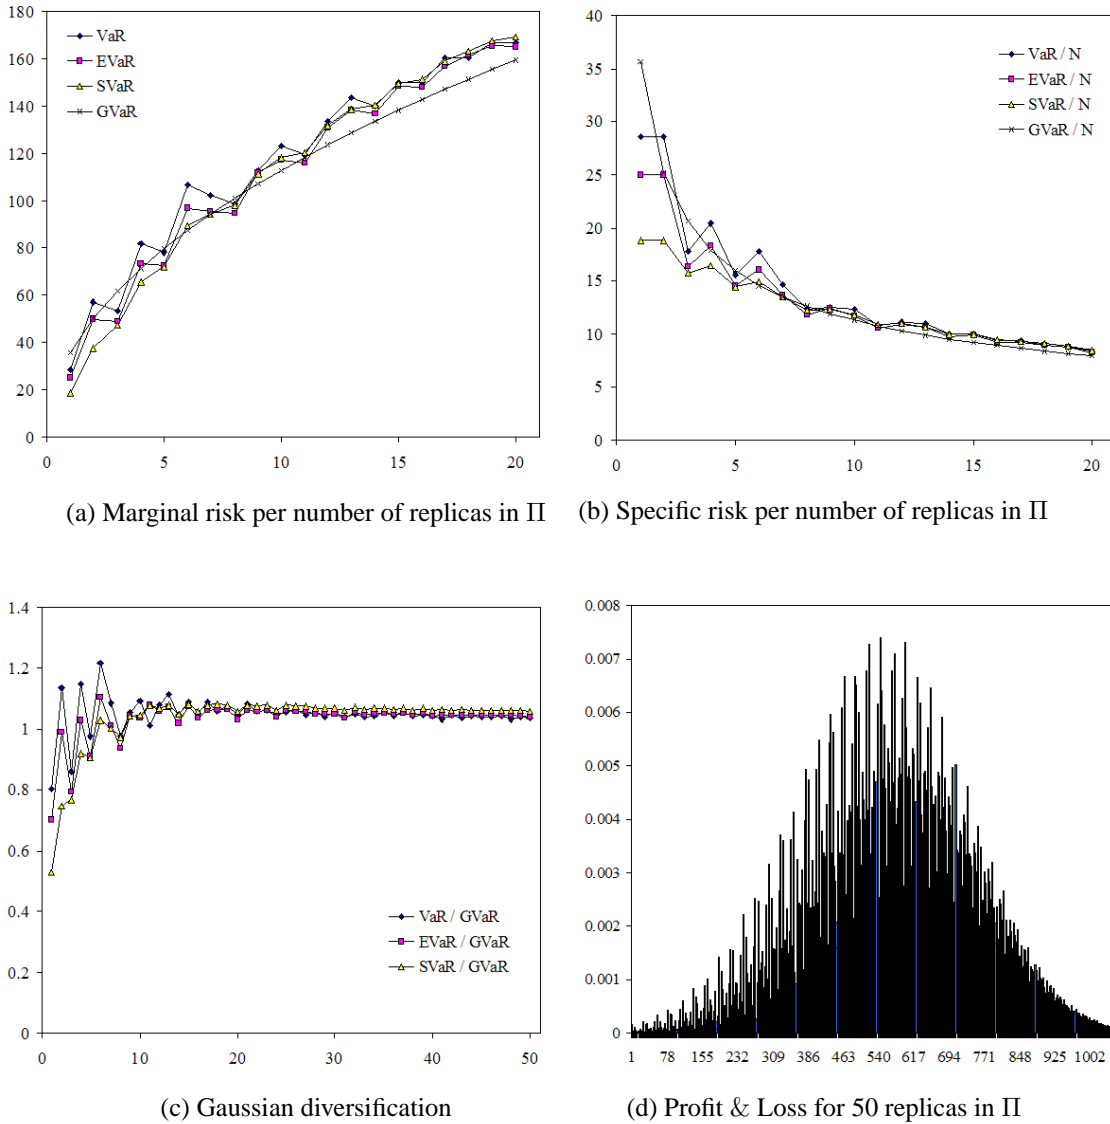 180
160
140
120
100
80
60
40
20
0
0 5 10 15 20
VaR
EVaR
SVaR
GVaR
(a) Marginal risk per number of replicas in Π
40
35
30
25
20
15
10
5
0
0 5 10 15 20
VaR / N
EVaR / N
SVaR / N
GVaR / N
(b) Specific risk per number of replicas in Π
1.4
1.2
1
0.8
0.6
0.4
0.2
0
0 10 20 30 40 50
VaR / GVaR
EVaR / GVaR
SVaR / GVaR
(c) Gaussian diversification
0.008
0.007
0.006
0.005
0.004
0.003
0.002
0.001
0
1 78 155 232 309 386 463 540 617 694 771 848 925 1002
(d) Profit & Loss for 50 replicas in Π